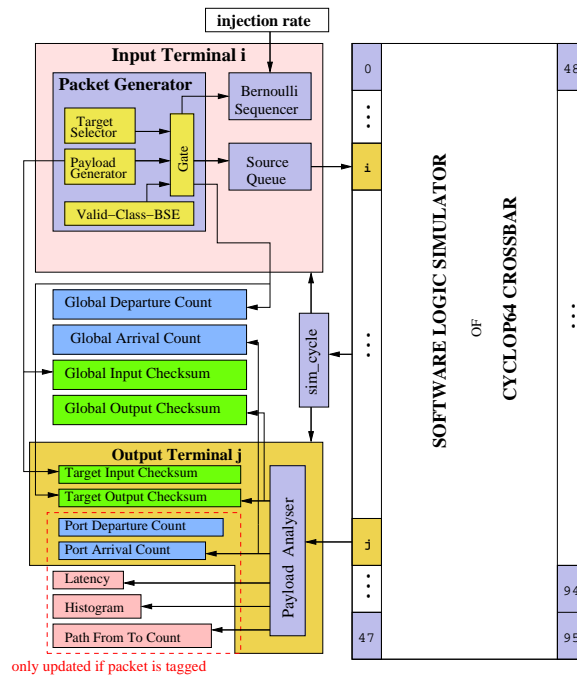 injection rate
Input Terminal i
Packet Generator
Target
Selector
Payload
Generator
Gate
Valid−Class−BSE
Bernoulli
Sequencer
Source
Queue
Global Departure Count
Global Arrival Count
Global Input Checksum
Global Output Checksum
sim_cycle
Output Terminal j
Target Input Checksum
Target Output Checksum
Port Departure Count
Port Arrival Count
Latency
Histogram
Path From To Count
Payload Analyser
only updated if packet is tagged
0
...
i
...
j
...
47
SOFTWARE LOGIC SIMULATOR
OF
CYCLOP64 CROSSBAR
48
...
94
95